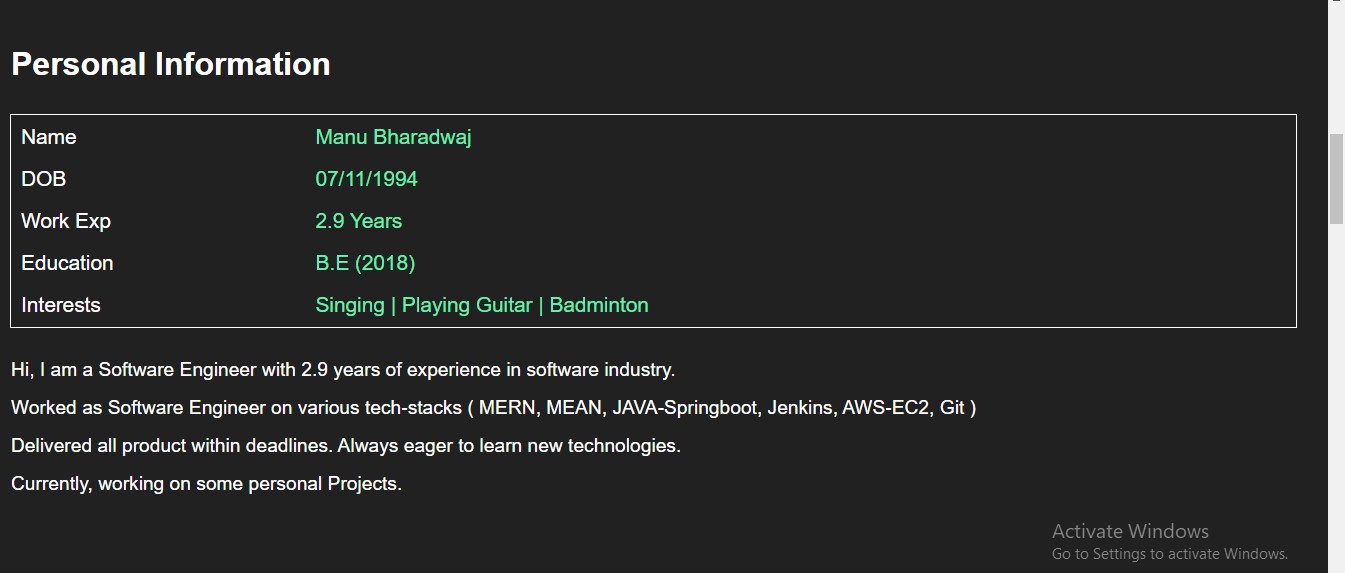 Personal Information
Name Manu Bharadwaj
DOB 07/11/1994
Work Exp 2.9 Years
Education B.E (2018)
Interests Singing | Playing Guitar | Badminton
Hi, I am a Software Engineer with 2.9 years of experience in software industry.
Worked as Software Engineer on various tech-stacks ( MERN, MEAN, JAVA-Springboot, Jenkins, AWS-EC2, Git )
Delivered all product within deadlines. Always eager to learn new technologies.
Currently, working on some personal Projects.
Activate Windows
Go to Settings to activate Windows.